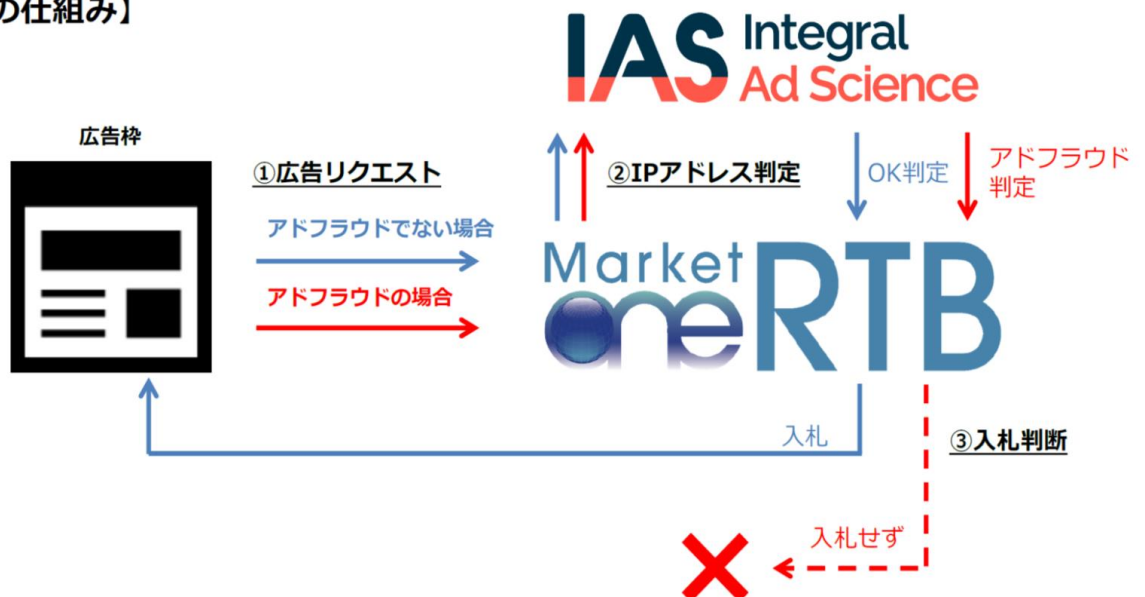 の仕組み】
IAS Integral
Ad Science
広告枠
①広告リクエスト
②IPアドレス判定
OK判定
アドフラウド
判定
アドフラウドでない場合
アドフラウドの場合
Market
one RTB
入札
③入札判断
入札せず